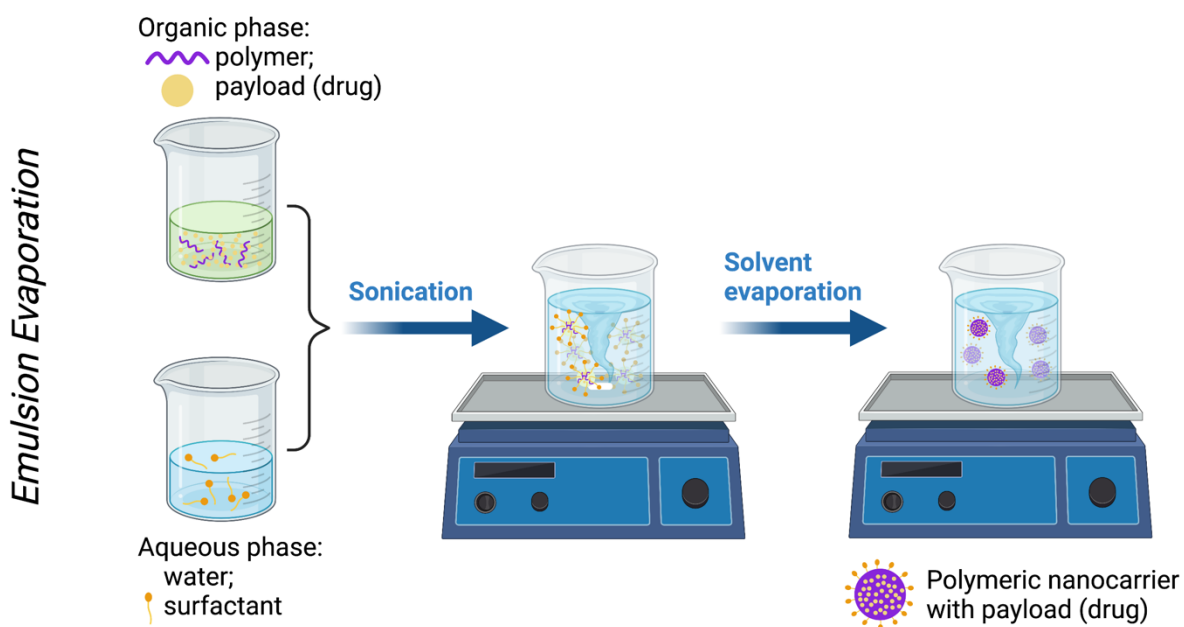 Emulsion Evaporation
Organic phase:
polymer;
payload (drug)
Aqueous phase:
water;
surfactant
Sonication
Solvent
evaporation
Polymeric nanocarrier
with payload (drug)